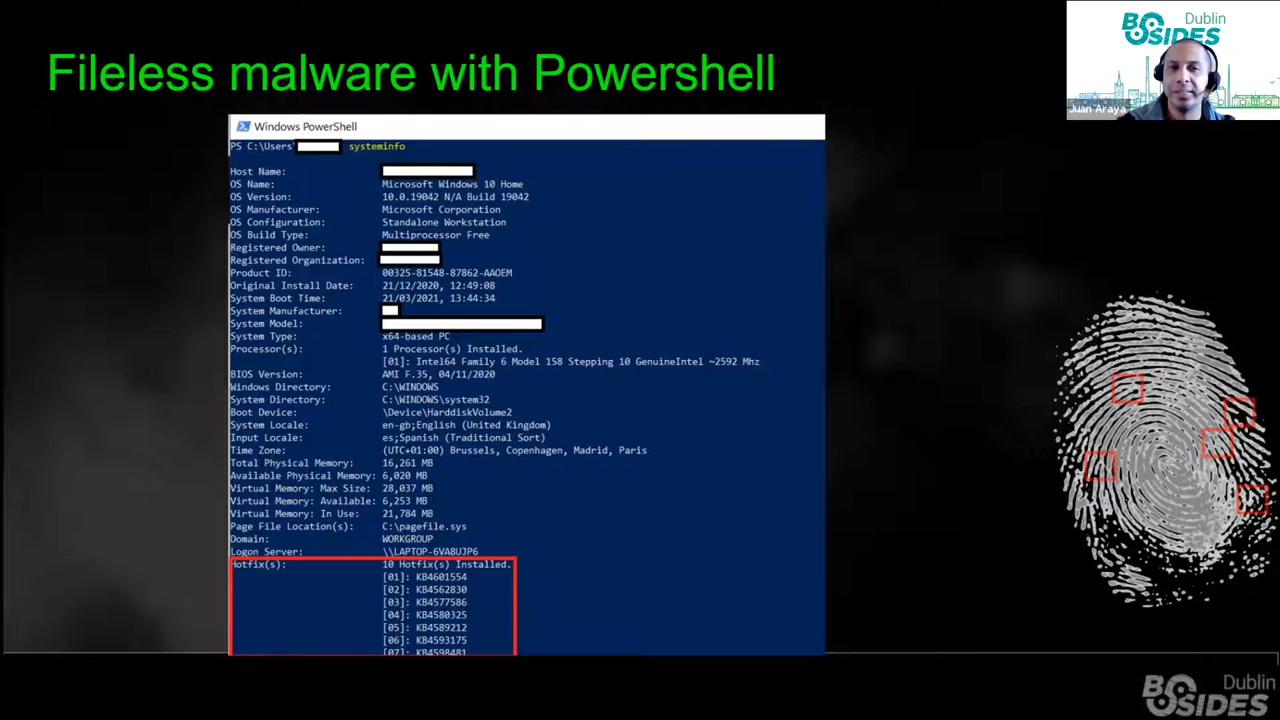 Fileless malware with Powershell
BSIDES Dublin
Juan Araya
Windows PowerShell
PS C:\Users\ systeminfo
Host Name:
OS Name: Microsoft Windows 10 Home
OS Version: 10.0.19042 N/A Build 19042
OS Manufacturer: Microsoft Corporation
OS Configuration: Standalone Workstation
OS Build Type: Multiprocessor Free
Registered Owner:
Registered Organization:
Product ID: 00325-81548-87862-AAOEM
Original Install Date: 21/12/2020, 12:49:08
System Boot Time: 21/03/2021, 13:44:34
System Manufacturer:
System Model:
System Type: x64-based PC
Processor(s): 1 Processor(s) Installed.
[01]: Intel64 Family 6 Model 158 Stepping 10 GenuineIntel ~2592 Mhz
BIOS Version: AMI F.35, 04/11/2020
Windows Directory: C:\WINDOWS
System Directory: C:\WINDOWS\system32
Boot Device: \Device\HarddiskVolume2
System Locale: en-gb;English (United Kingdom)
Input Locale: es;Spanish (Traditional Sort)
Time Zone: (UTC+01:00) Brussels, Copenhagen, Madrid, Paris
Total Physical Memory: 16,261 MB
Available Physical Memory: 6,020 MB
Virtual Memory: Max Size: 28,037 MB
Virtual Memory: Available: 6,253 MB
Virtual Memory: In Use: 21,784 MB
Page File Location(s): C:\pagefile.sys
Domain: WORKGROUP
Logon Server: \\LAPTOP-6VA8UJP6
Hotfix(s): 10 Hotfix(s) Installed.
[01]: KB4601554
[02]: KB4562830
[03]: KB4577586
[04]: KB4580325
[05]: KB4589212
[06]: KB4593175
[07]: KB4598481
BSIDES Dublin